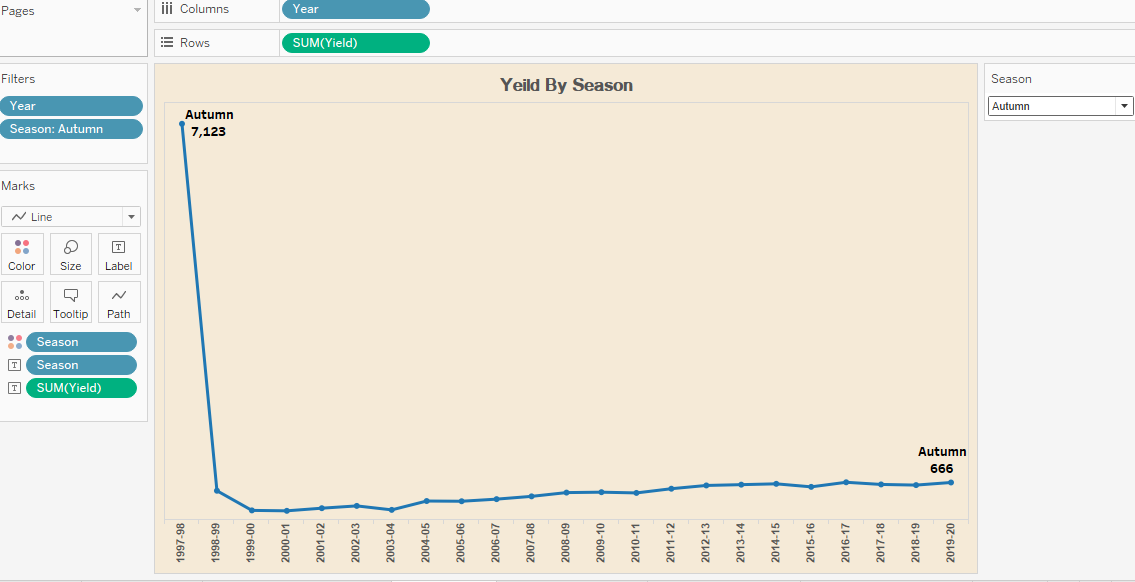 Pages
Columns
Year
Rows
SUM(Yield)
Filters
Year
Season: Autumn
Marks
Line
Color
Size
Label
Detail
Tooltip
Path
Season
Season
SUM(Yield)
Yeild By Season
Autumn
7,123
Autumn
666
1997-98
1998-99
1999-00
2000-01
2001-02
2002-03
2003-04
2004-05
2005-06
2006-07
2007-08
2008-09
2009-10
2010-11
2011-12
2012-13
2013-14
2014-15
2015-16
2016-17
2017-18
2018-19
2019-20
Season
Autumn